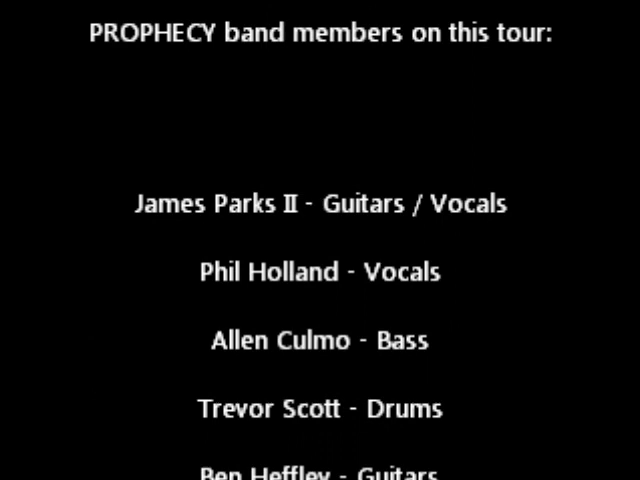 PROPHECY band members on this tour:
James Parks II - Guitars / Vocals
Phil Holland - Vocals
Allen Culmo - Bass
Trevor Scott - Drums
Ben Heffley - Guitars